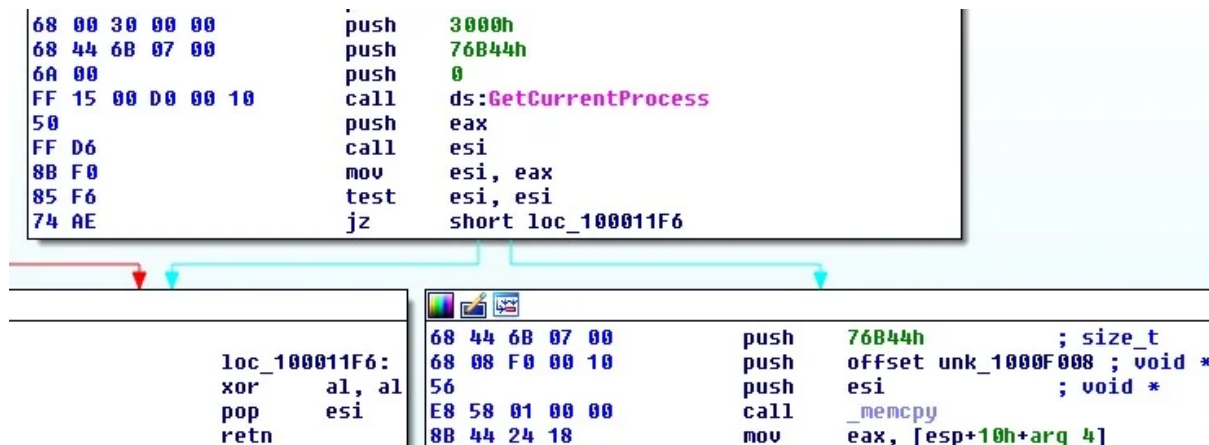 68 00 30 00 00 push 3000h
68 44 6B 07 00 push 76B44h
6A 00 push 0
FF 15 00 D0 00 10 call ds:GetCurrentProcess
50 push eax
FF D6 call esi
8B F0 mov esi, eax
85 F6 test esi, esi
74 AE jz short loc_100011F6
loc_100011F6:
xor al, al
pop esi
retn
68 44 6B 07 00 push 76B44h ; size_t
68 08 F0 00 10 push offset unk_1000F008 ; void *
56 push esi ; void *
E8 58 01 00 00 call _memcpy
8B 44 24 18 mov eax, [esp+10h+arg_4]